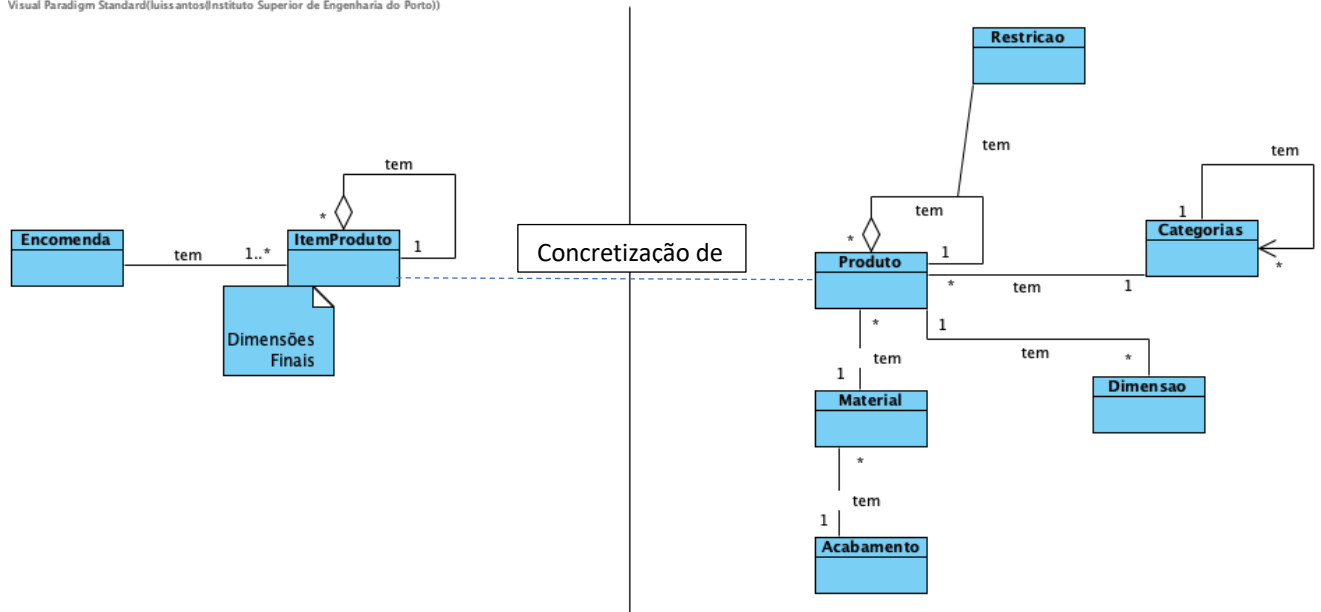 Visual Paradigm Standard(luissantos(Instituto Superior de Engenharia do Porto))
Restricao
tem
tem
tem
tem
*
*
1
1
1
Categorias
*
Encomenda
tem
1..*
ItemProduto
Concretização de
Produto
*
tem
1
Dimensões
Finais
*
tem
1
1
tem
*
Material
Dimensao
*
tem
1
Acabamento